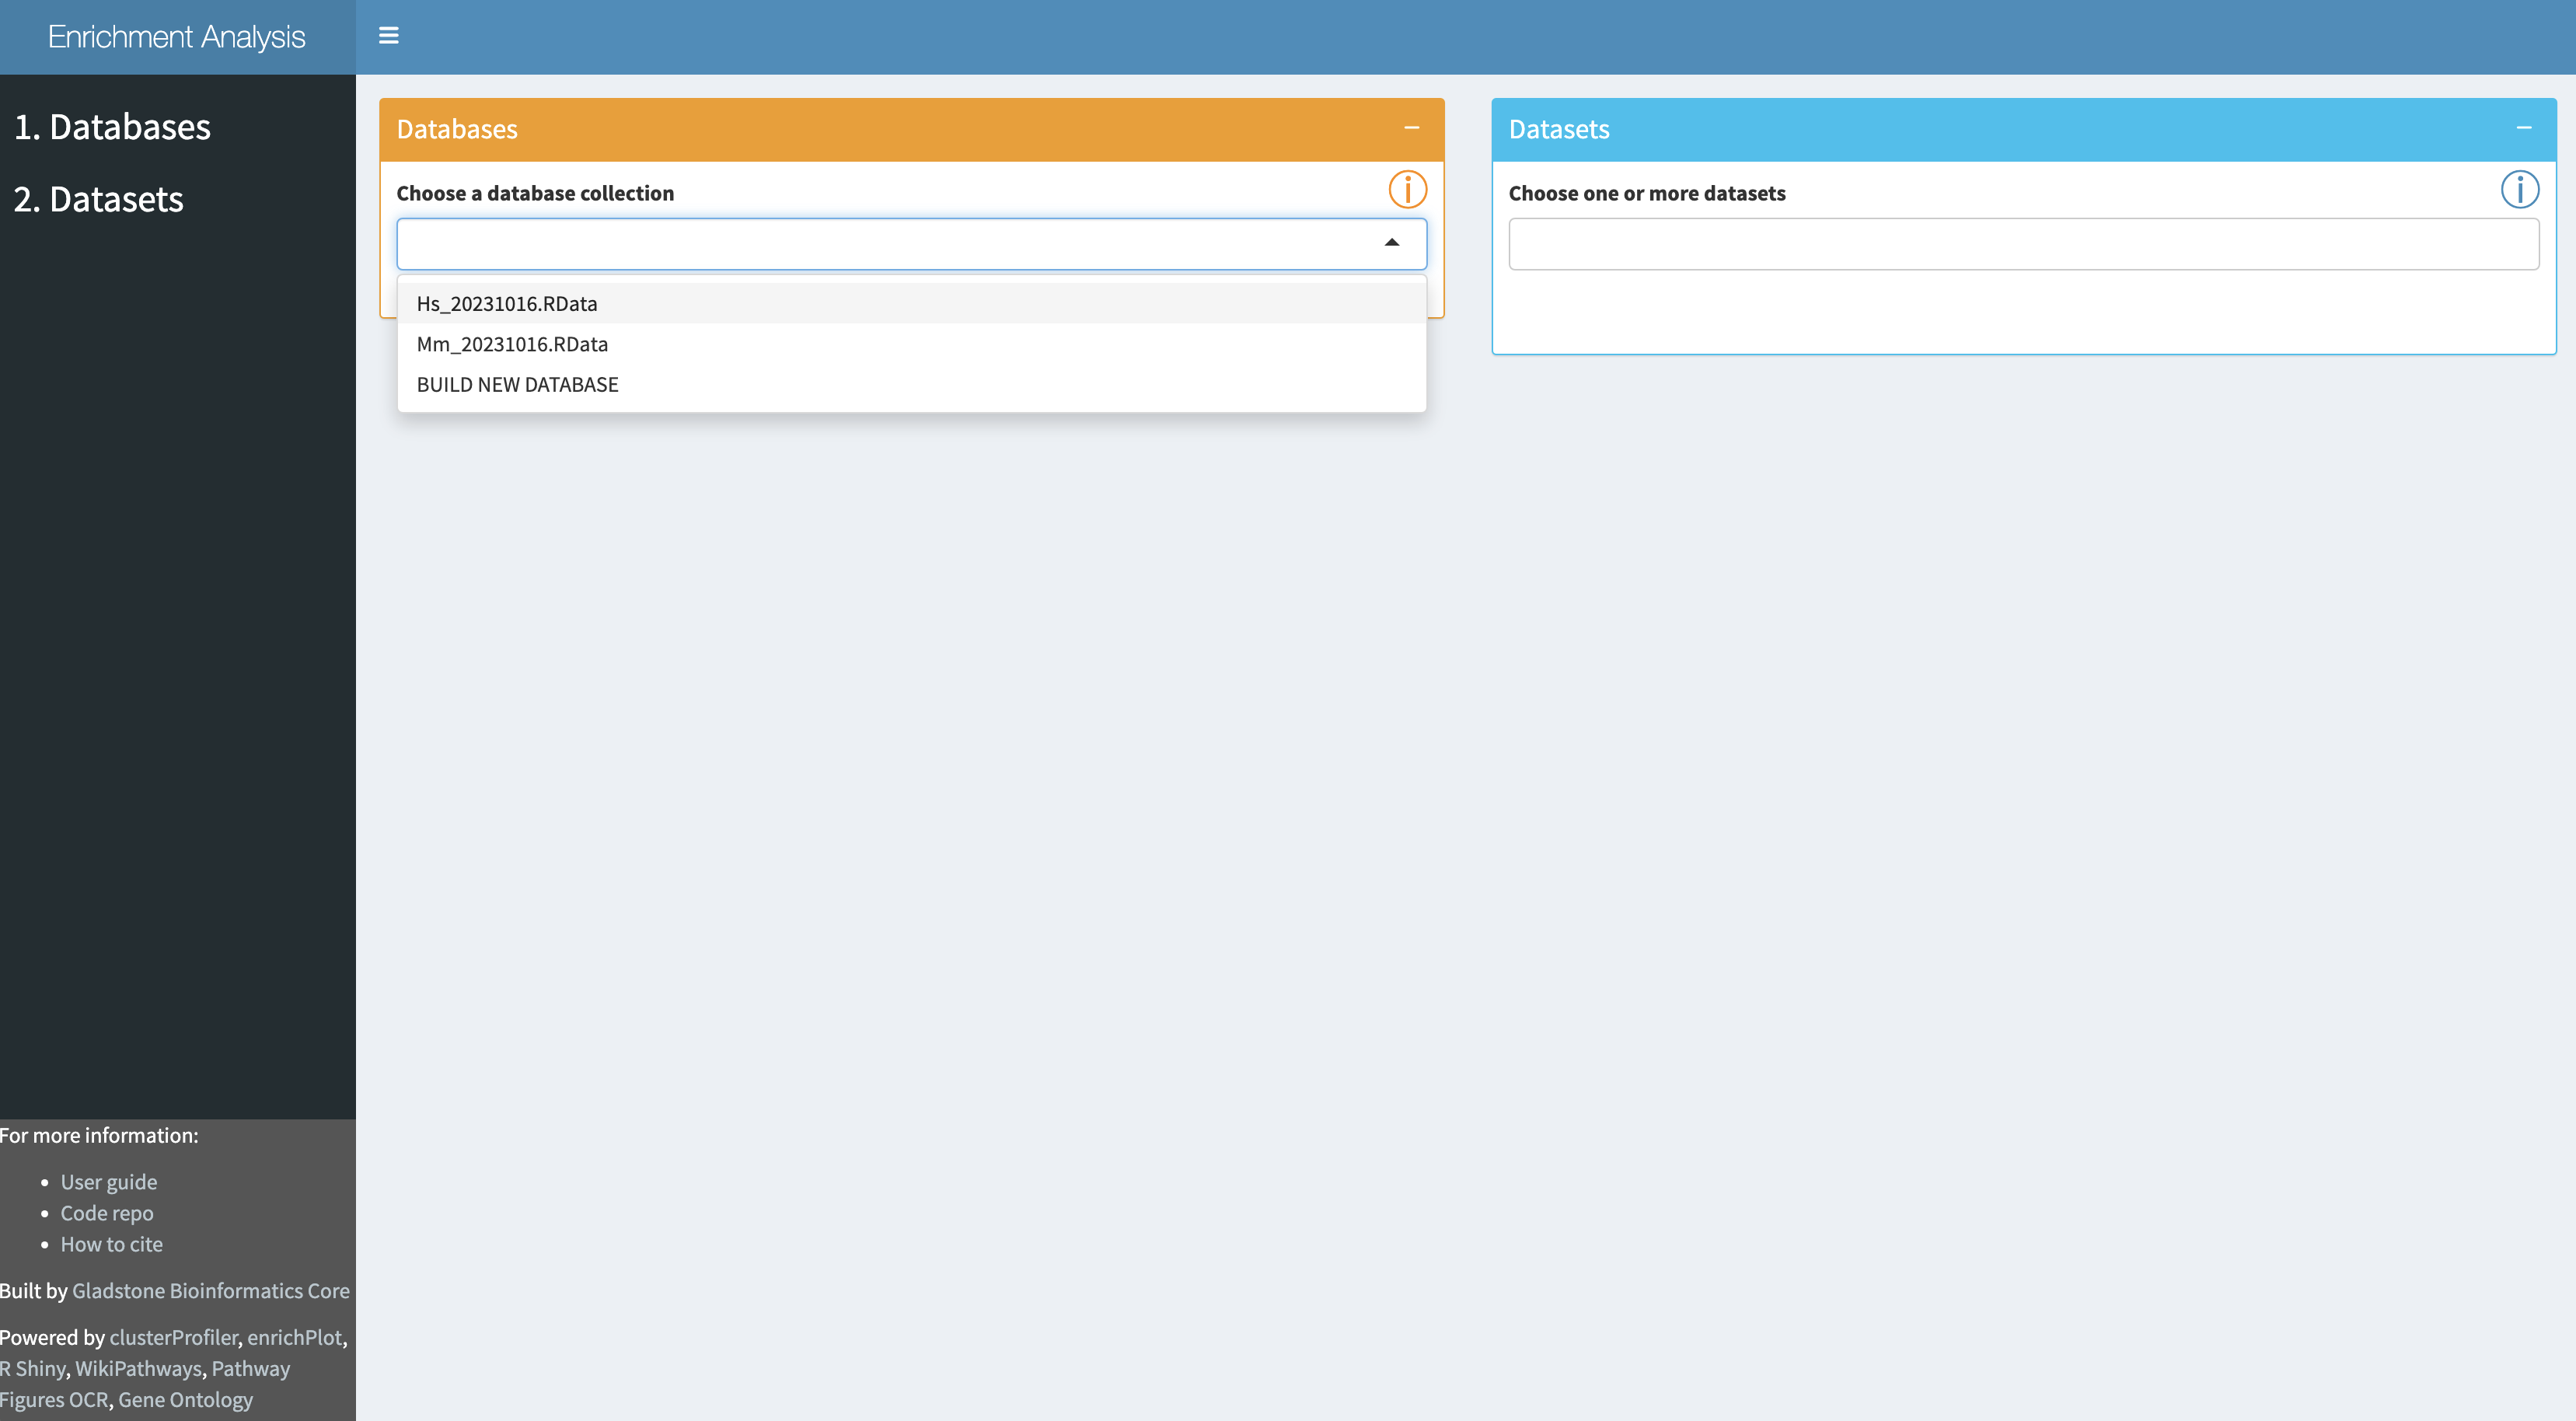 Enrichment Analysis
1. Databases
2. Datasets
Databases
Choose a database collection
Hs_20231016.RData
Mm_20231016.RData
BUILD NEW DATABASE
Datasets
Choose one or more datasets
For more information:
User guide
Code repo
How to cite
Built by Gladstone Bioinformatics Core
Powered by clusterProfiler, enrichPlot,
R Shiny, WikiPathways, Pathway
Figures OCR, Gene Ontology